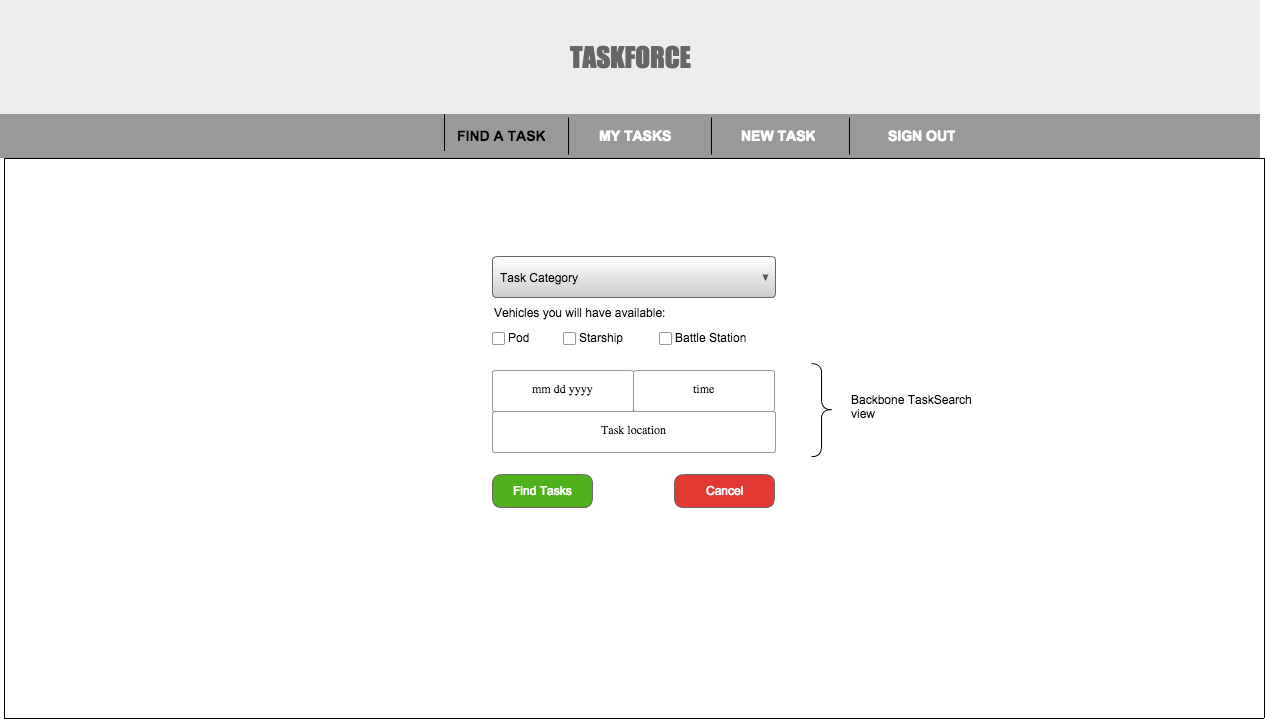 TASKFORCE
FIND A TASK
MY TASKS
NEW TASK
SIGN OUT
Task Category
Vehicles you will have available:
Pod
Starship
Battle Station
mm dd yyyy
time
Task location
Backbone TaskSearch
view
Find Tasks
Cancel